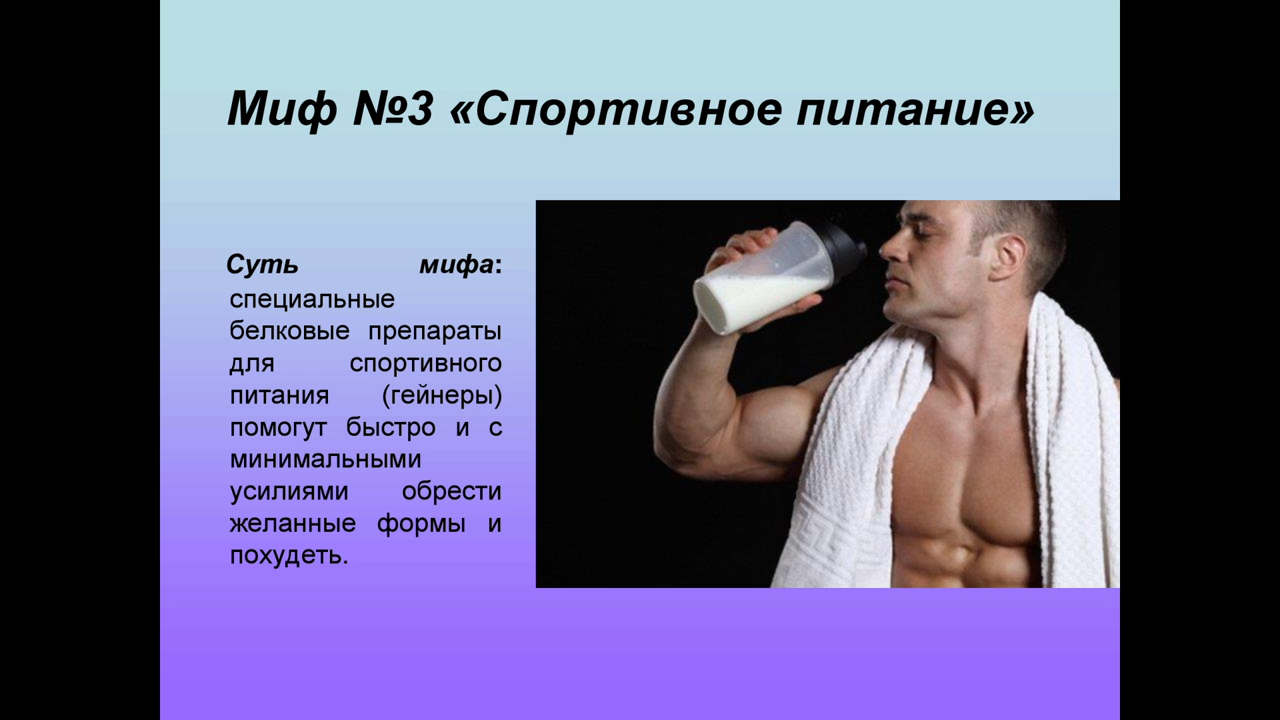 Миф №3 «Спортивное питание»
Суть мифа:
специальные
белковые препараты
для спортивного
питания (гейнеры)
помогут быстро и с
минимальными
усилиями обрести
желанные формы и
похудеть.